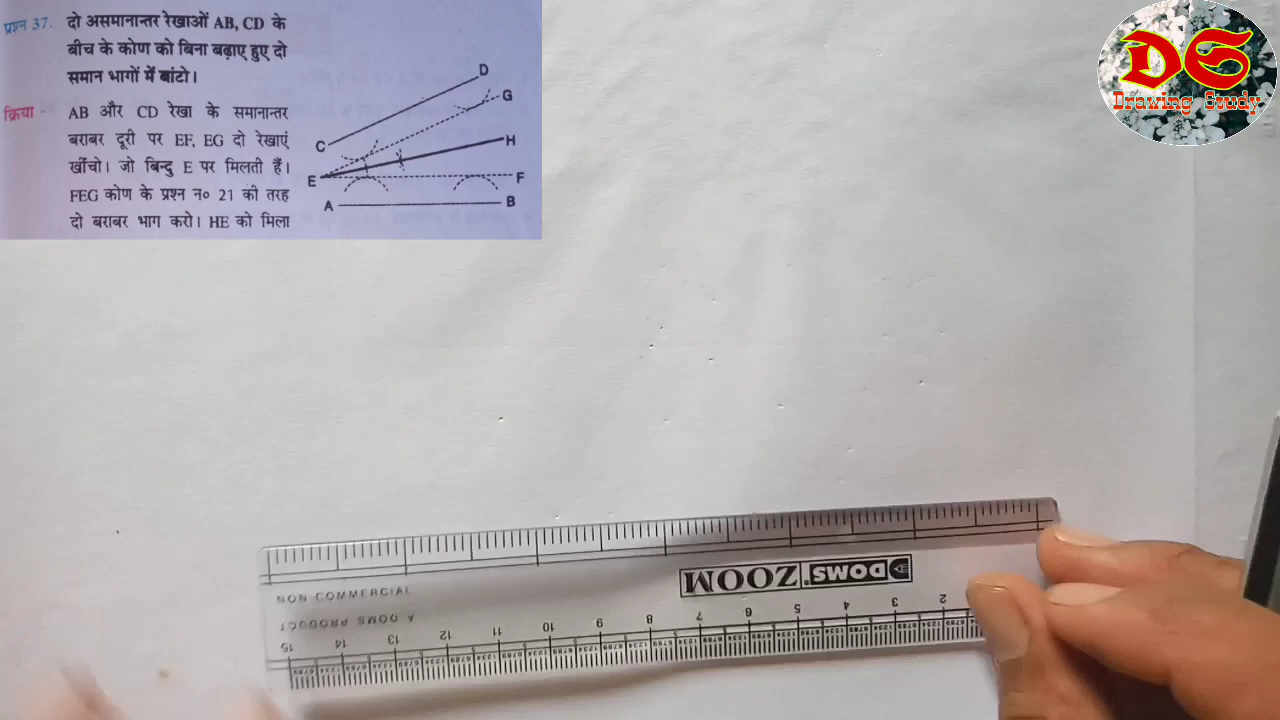 प्रश्न 37. दो असमानान्तर रेखाओं AB, CD के
बीच के कोण को बिना बढ़ाए हुए दो
समान भागों में बांटो।
क्रिया - AB और CD रेखा के समानान्तर
बराबर दूरी पर EF, EG दो रेखाएं
खींचो। जो बिन्दु E पर मिलती हैं।
FEG कोण के प्रश्न न० 21 की तरह
दो बराबर भाग करो। HE को मिला
D
G
C
H
E
F
A
B
DS
Drawing Study
DOMS ZOOM
NON COMMERCIAL
A DOMS PRODUCT
15 14 13 12 11 10 9 8 7 6 5 4 3 2